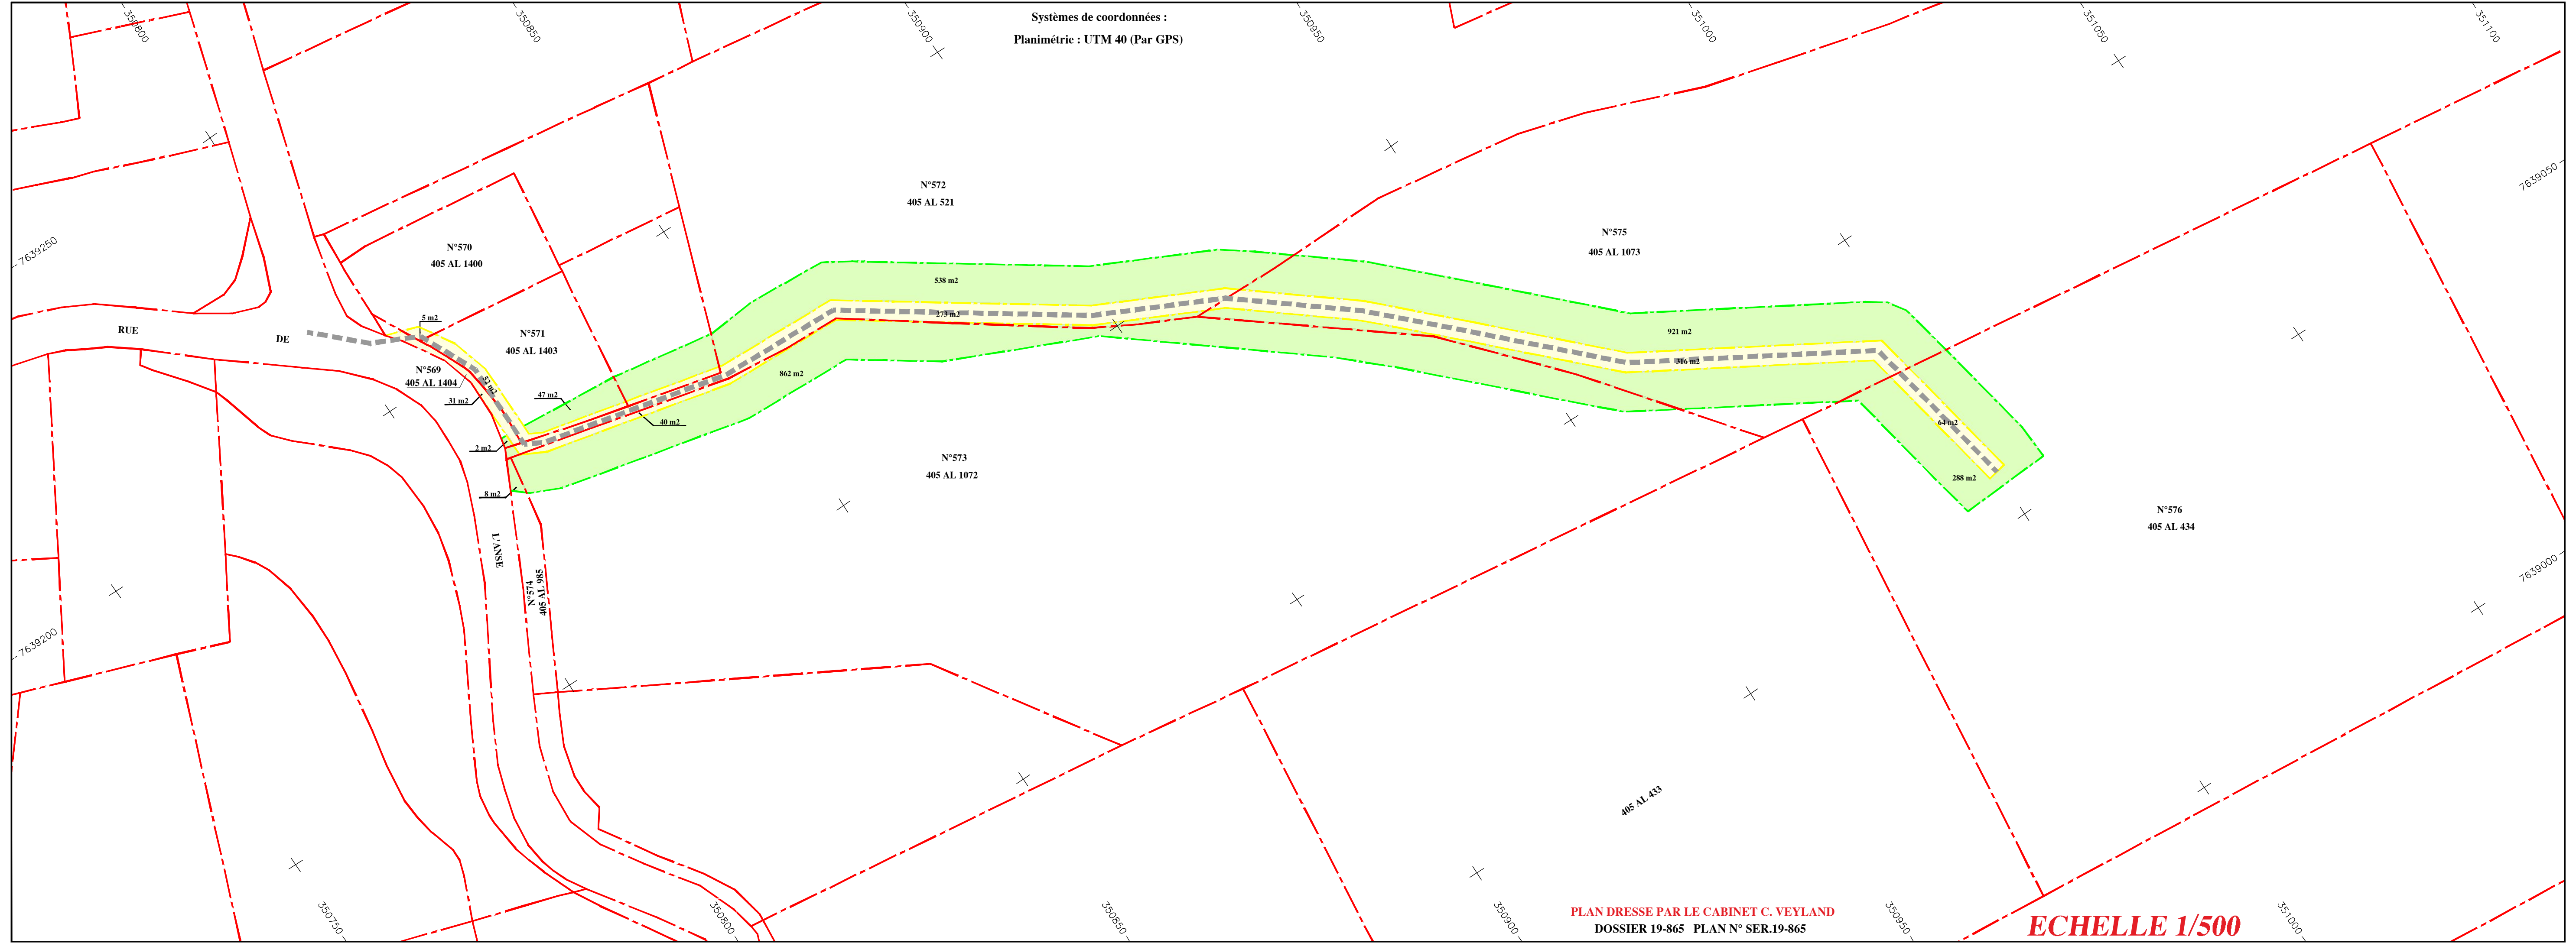 Systèmes de coordonnées :
Planimétrie : UTM 40 (Par GPS)
350800
350850
350900
350950
351000
351050
351100
7639250
7639200
7639050
7639000
N°572
405 AL 521
N°575
405 AL 1073
N°570
405 AL 1400
538 m2
273 m2
5 m2
RUE
DE
N°571
405 AL 1403
921 m2
316 m2
N°569
405 AL 1404
52 m2
862 m2
47 m2
31 m2
40 m2
64 m2
2 m2
N°573
405 AL 1072
288 m2
8 m2
N°576
405 AL 434
L'ANSE
N°574
405 AL 985
405 AL 433
350750
350800
350850
350900
350950
351000
PLAN DRESSE PAR LE CABINET C. VEYLAND
DOSSIER 19-865 PLAN N° SER.19-865
ECHELLE 1/500